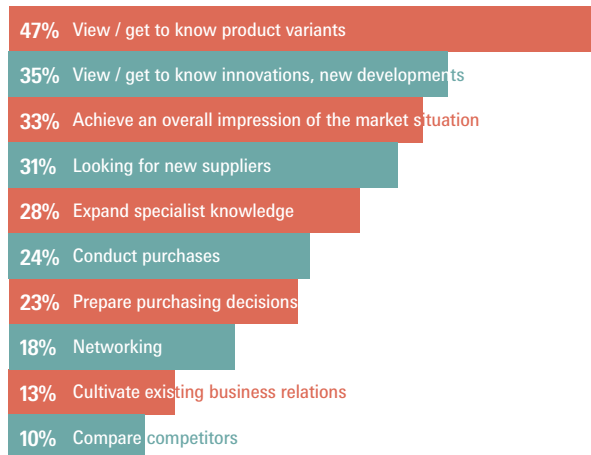 47% View / get to know product variants
35% View / get to know innovations, new developments
33% Achieve an overall impression of the market situation
31% Looking for new suppliers
28% Expand specialist knowledge
24% Conduct purchases
23% Prepare purchasing decisions
18% Networking
13% Cultivate existing business relations
10% Compare competitors